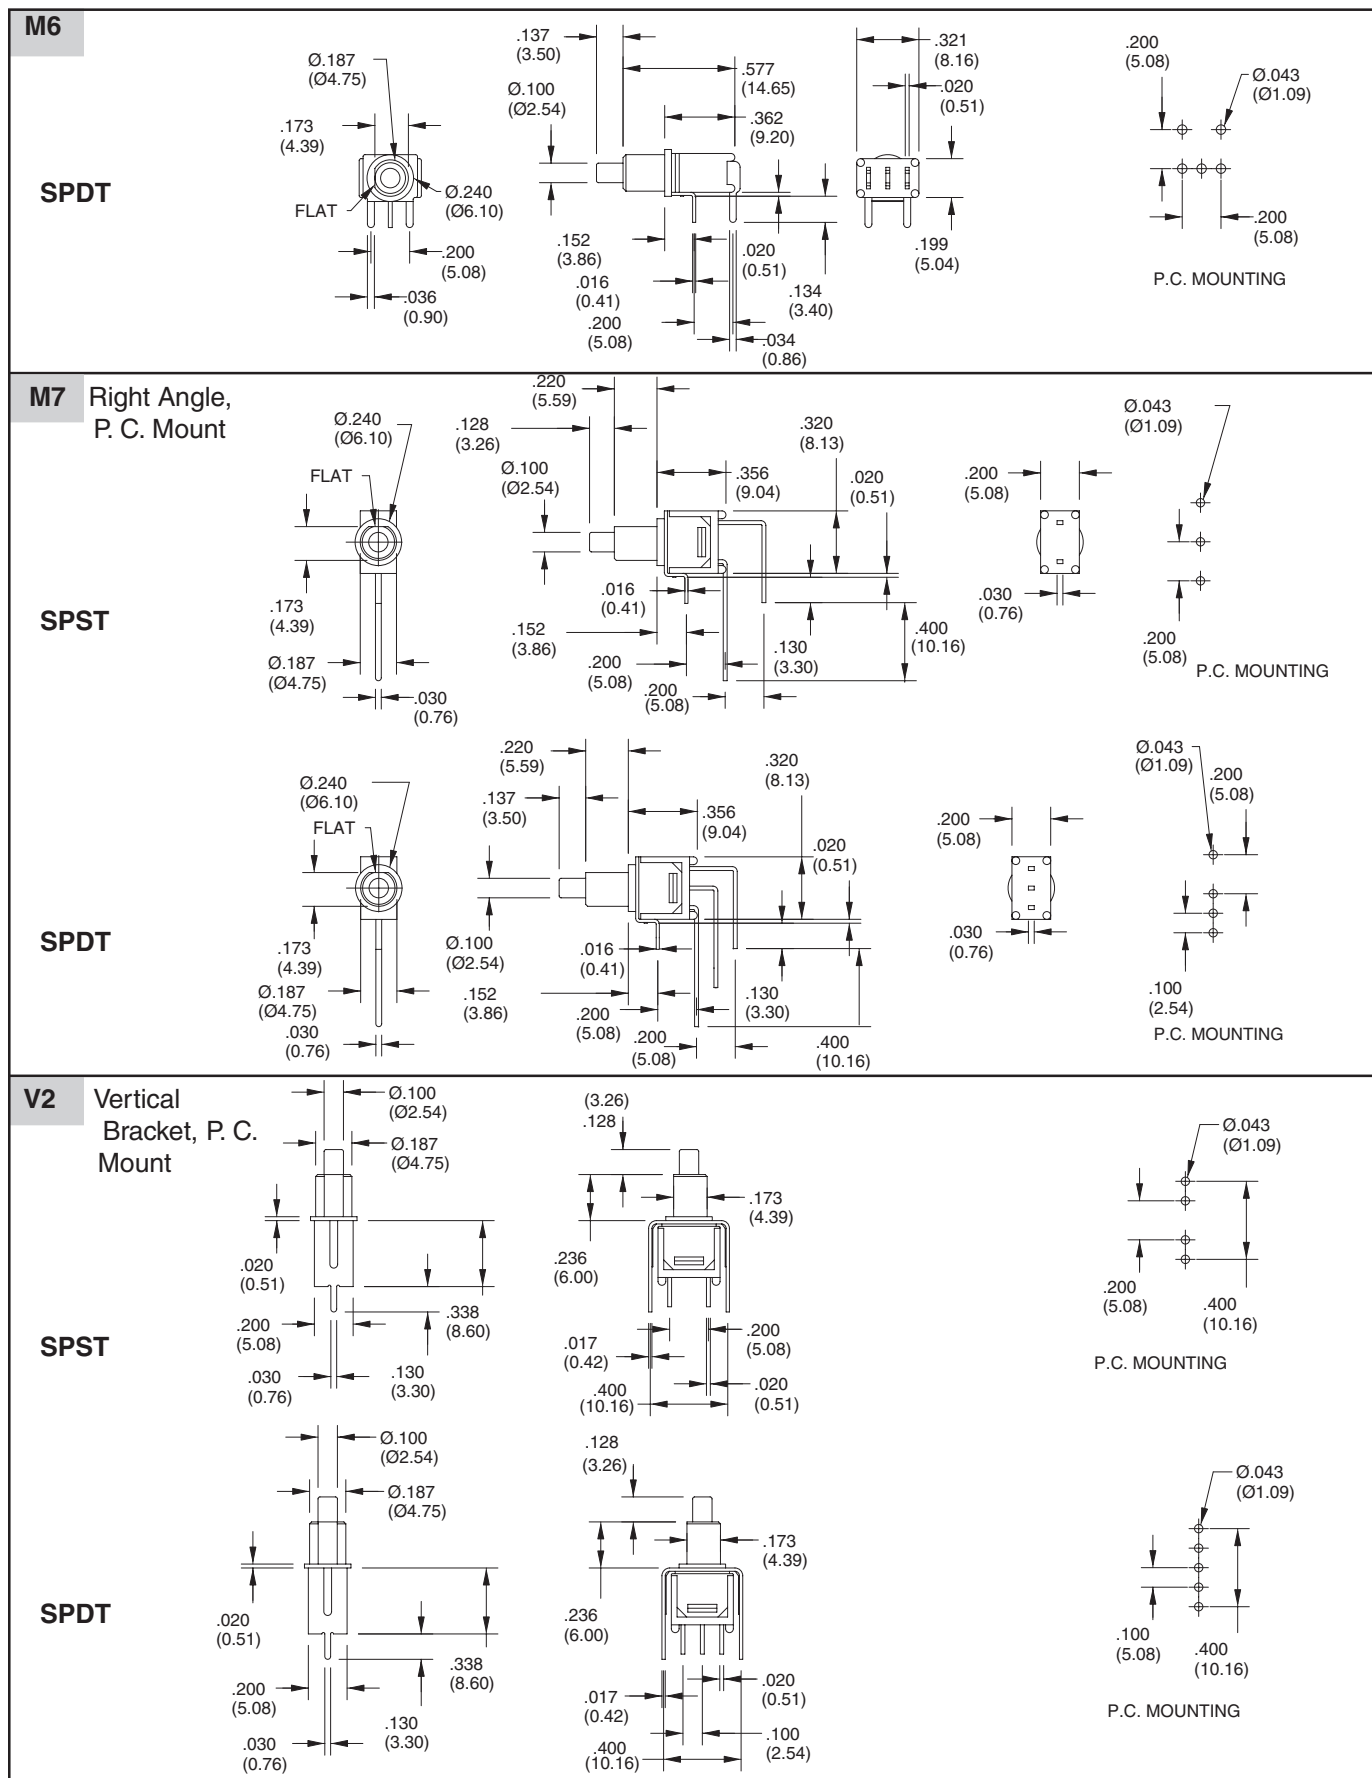 M6
SPDT
Ø.187
(Ø4.75)
.173
(4.39)
FLAT
Ø.240
(Ø6.10)
.200
(5.08)
.036
(0.90)
.137
(3.50)
Ø.100
(Ø2.54)
.577
(14.65)
.362
(9.20)
.152
(3.86)
.016
(0.41)
.200
(5.08)
.020
(0.51)
.134
(3.40)
.034
(0.86)
.321
(8.16)
.020
(0.51)
.199
(5.04)
.200
(5.08)
Ø.043
(Ø1.09)
.200
(5.08)
P.C. MOUNTING
M7 Right Angle,
P. C. Mount
SPST
Ø.240
(Ø6.10)
FLAT
.173
(4.39)
Ø.187
(Ø4.75)
.030
(0.76)
.220
(5.59)
.128
(3.26)
Ø.100
(Ø2.54)
.356
(9.04)
.320
(8.13)
.020
(0.51)
.016
(0.41)
.152
(3.86)
.200
(5.08)
.200
(5.08)
.130
(3.30)
.400
(10.16)
.200
(5.08)
.030
(0.76)
Ø.043
(Ø1.09)
.200
(5.08)
P.C. MOUNTING
SPDT
Ø.240
(Ø6.10)
FLAT
.173
(4.39)
Ø.187
(Ø4.75)
.030
(0.76)
.220
(5.59)
.137
(3.50)
.356
(9.04)
.320
(8.13)
.020
(0.51)
Ø.100
(Ø2.54)
.016
(0.41)
.152
(3.86)
.200
(5.08)
.200
(5.08)
.130
(3.30)
.400
(10.16)
.200
(5.08)
.030
(0.76)
Ø.043
(Ø1.09)
.200
(5.08)
.100
(2.54)
P.C. MOUNTING
V2 Vertical
Bracket, P. C.
Mount
SPST
Ø.100
(Ø2.54)
Ø.187
(Ø4.75)
.020
(0.51)
.200
(5.08)
.338
(8.60)
.030
(0.76)
.130
(3.30)
(3.26)
.128
.173
(4.39)
.236
(6.00)
.017
(0.42)
.200
(5.08)
.400
(10.16)
.020
(0.51)
Ø.043
(Ø1.09)
.200
(5.08)
.400
(10.16)
P.C. MOUNTING
SPDT
Ø.100
(Ø2.54)
Ø.187
(Ø4.75)
.020
(0.51)
.200
(5.08)
.338
(8.60)
.030
(0.76)
.130
(3.30)
.128
(3.26)
.173
(4.39)
.236
(6.00)
.017
(0.42)
.020
(0.51)
.400
(10.16)
.100
(2.54)
Ø.043
(Ø1.09)
.100
(5.08)
.400
(10.16)
P.C. MOUNTING